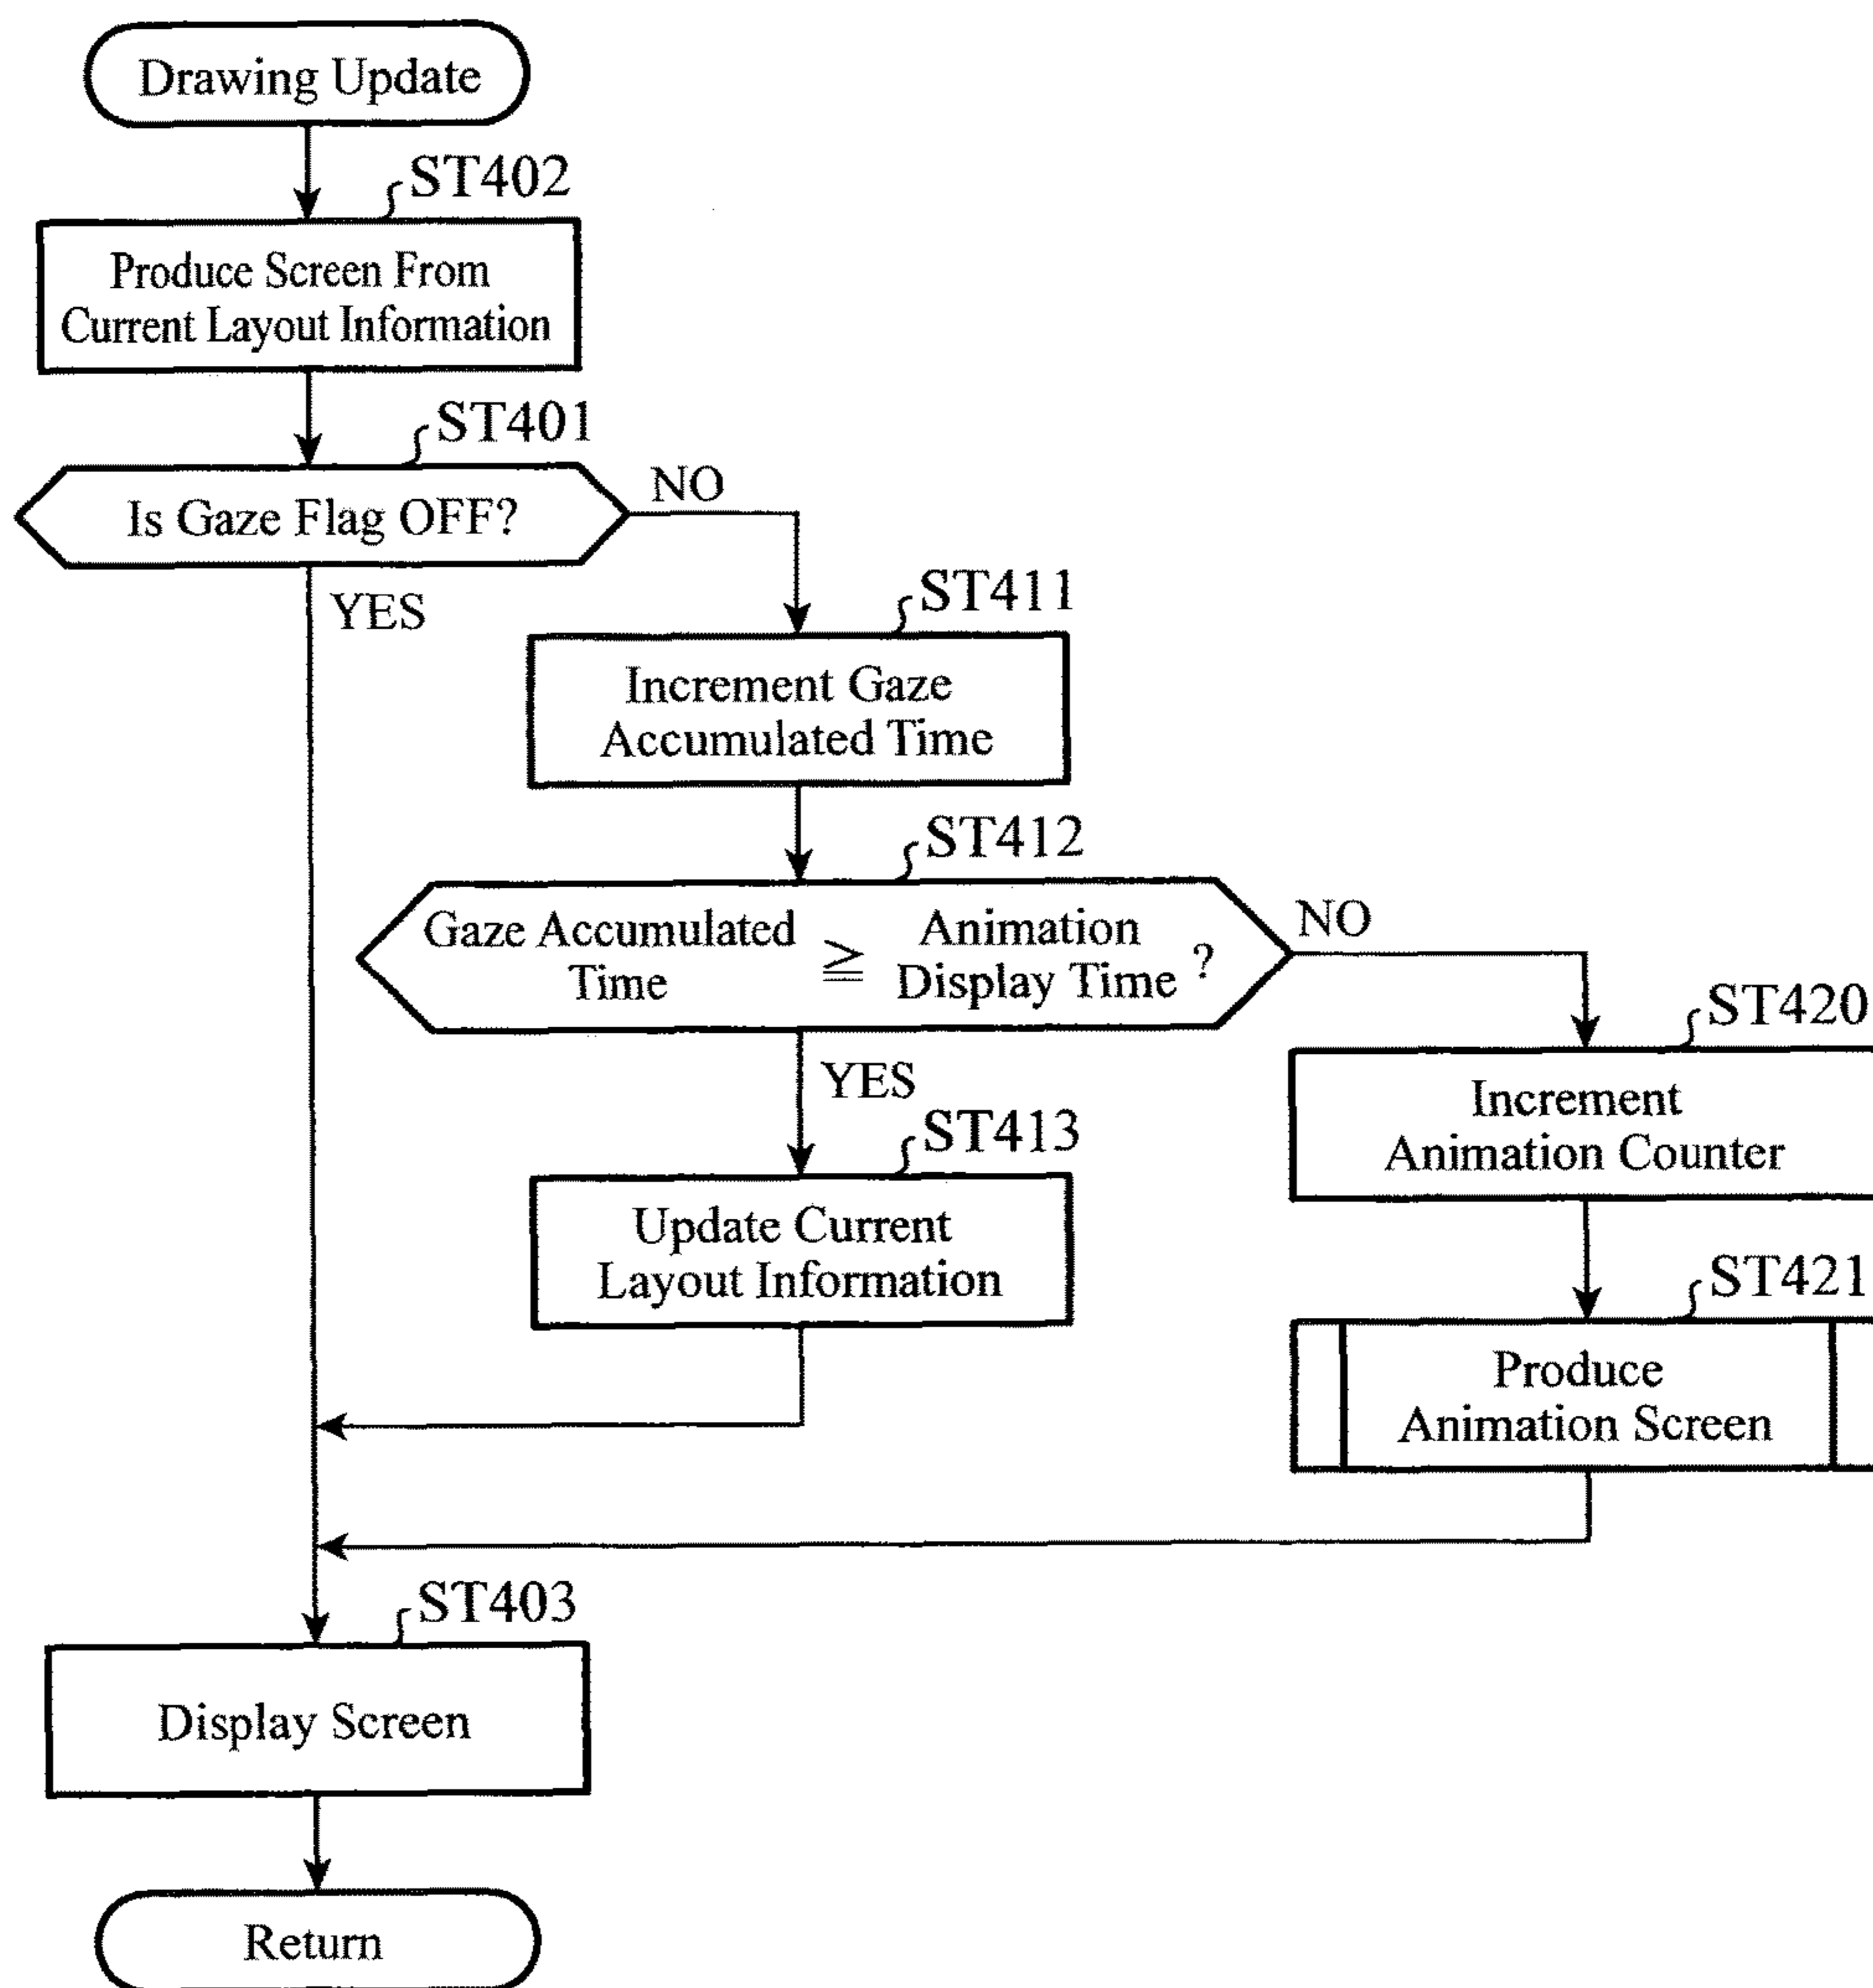 Drawing Update
ST402
Produce Screen From
Current Layout Information
ST401
Is Gaze Flag OFF?
NO
YES
ST411
Increment Gaze
Accumulated Time
ST412
Gaze Accumulated
Time
≧
Animation
Display Time
?
NO
YES
ST420
Increment
Animation Counter
ST413
Update Current
Layout Information
ST421
Produce
Animation Screen
ST403
Display Screen
Return